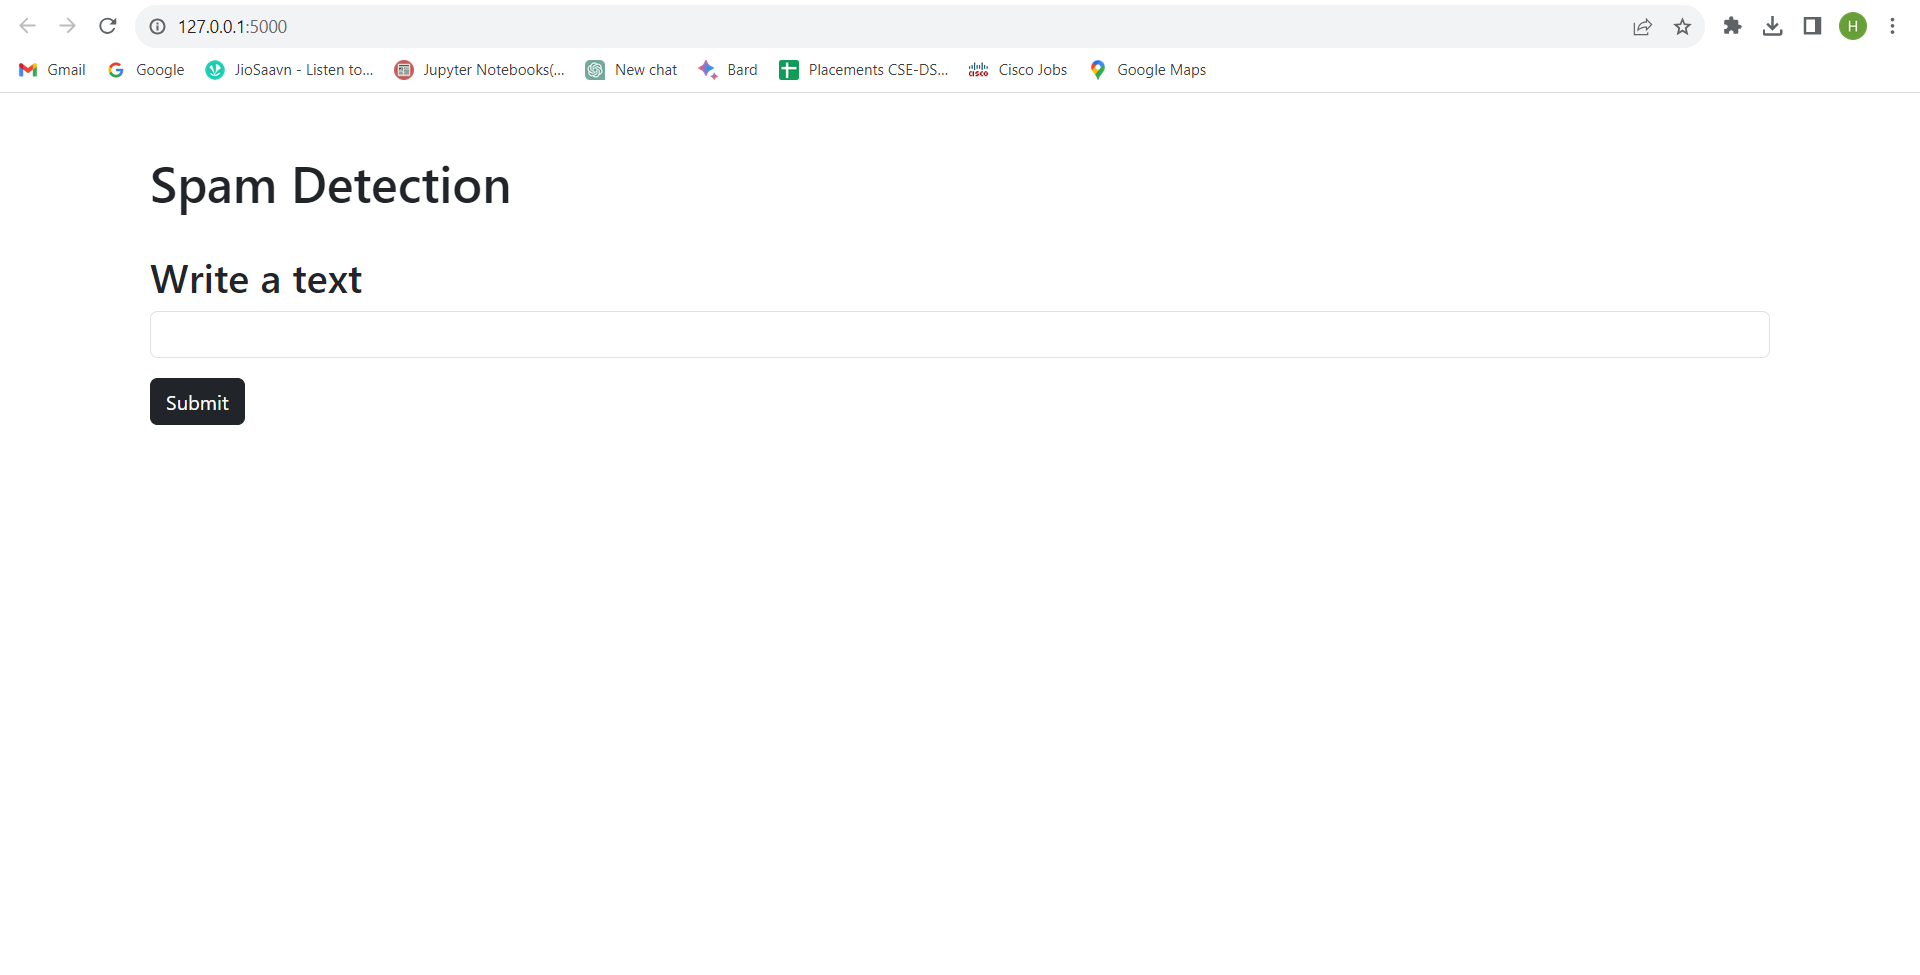 127.0.0.1:5000
H
Gmail Google JioSaavn - Listen to... Jupyter Notebooks(... New chat Bard Placements CSE-DS... CISCO Cisco Jobs Google Maps
Spam Detection
Write a text
Submit